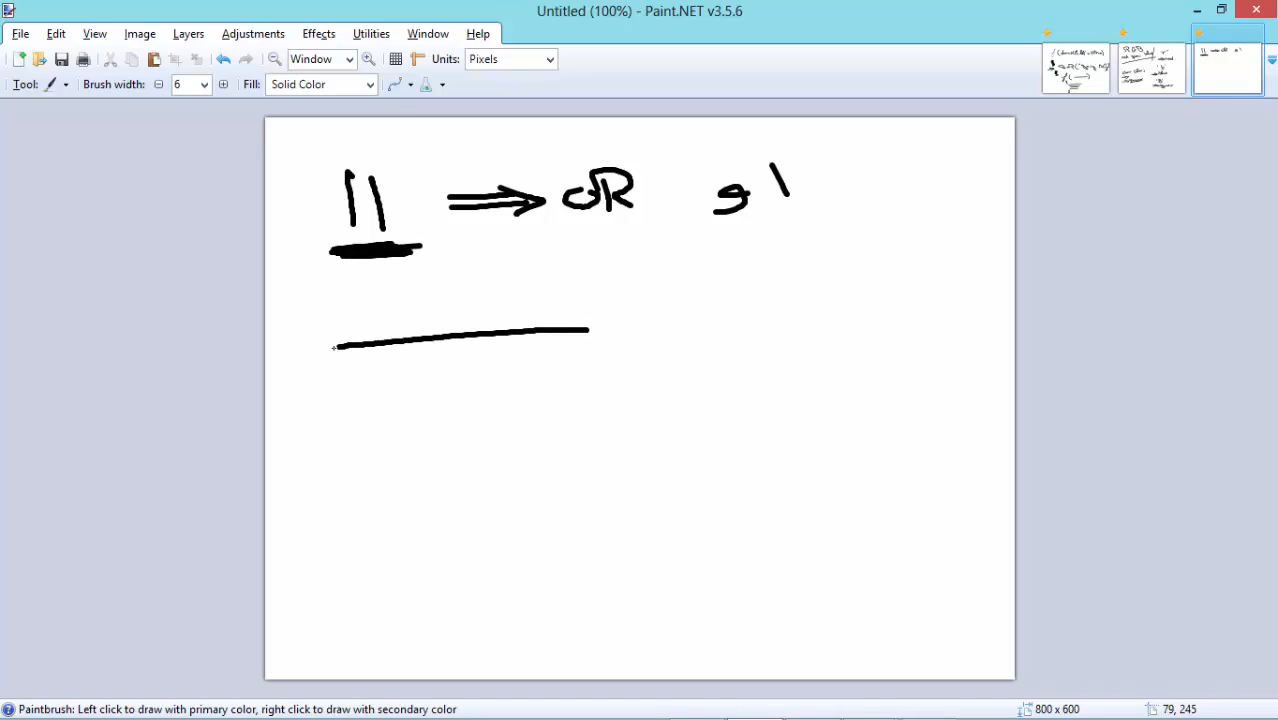 Untitled (100%) - Paint.NET v3.5.6
File Edit View Image Layers Adjustments Effects Utilities Window Help
Window Units: Pixels
Tool: Brush width: 6 Fill: Solid Color
|| ⇒ OR او
Paintbrush: Left click to draw with primary color, right click to draw with secondary color 800 x 600 79, 245